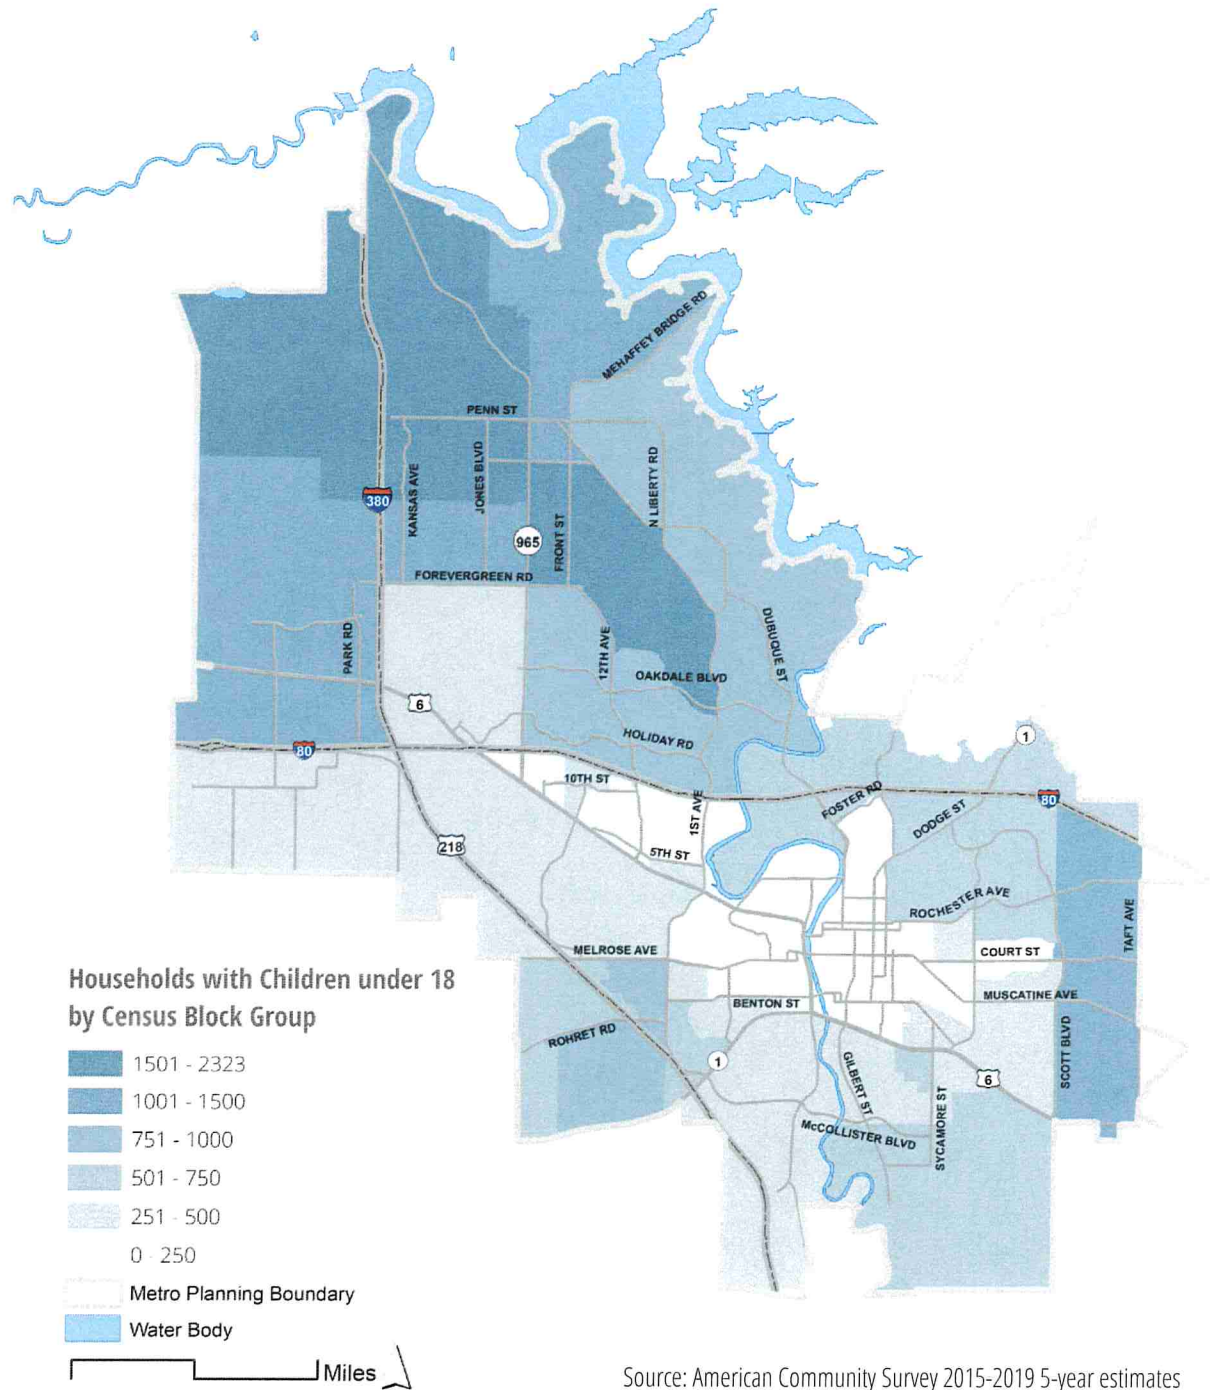 MEHAFFEY BRIDGE RD
PENN ST
KANSAS AVE
JONES BLVD
N LIBERTY RD
380
965
FRONT ST
FOREVERGREEN RD
PARK RD
12TH AVE
DUBUQUE ST
OAKDALE BLVD
6
HOLIDAY RD
1
80
10TH ST
1ST AVE
FOSTER RD
80
DODGE ST
218
5TH ST
ROCHESTER AVE
TAFT AVE
MELROSE AVE
COURT ST
BENTON ST
MUSCATINE AVE
ROHRET RD
1
GILBERT ST
6
SCOTT BLVD
SYCAMORE ST
McCOLLISTER BLVD
Households with Children under 18
by Census Block Group
1501 - 2323
1001 - 1500
751 - 1000
501 - 750
251 - 500
0 - 250
Metro Planning Boundary
Water Body
Miles
Source: American Community Survey 2015-2019 5-year estimates